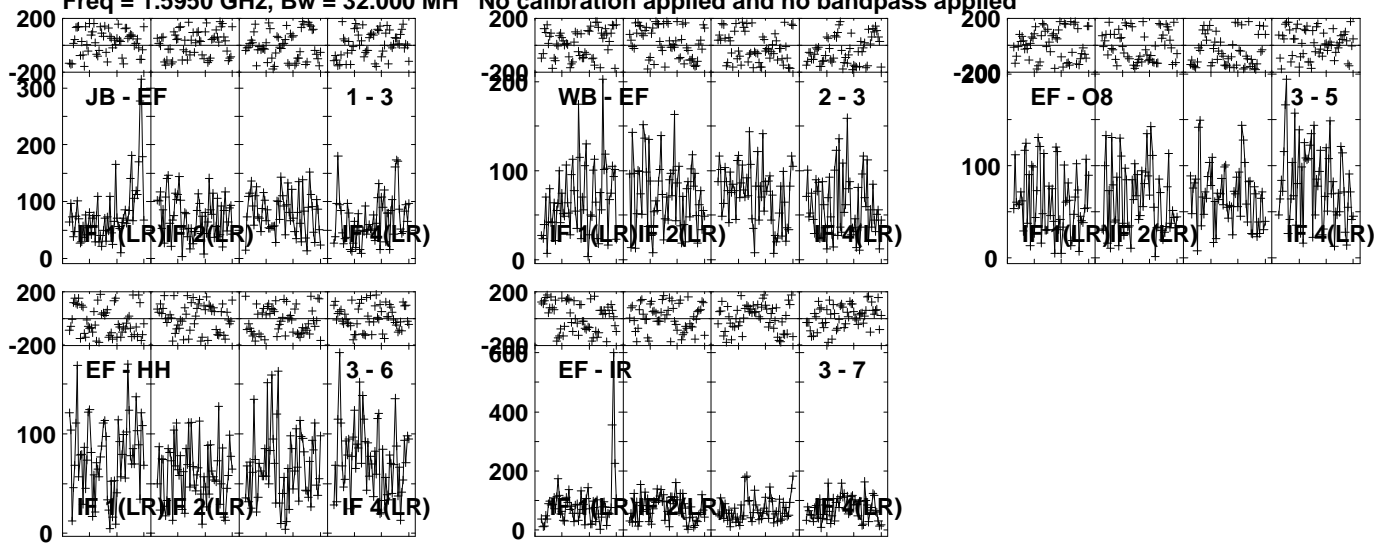 Freq = 1.5950 GHz, Bw = 32.000 MH No calibration applied and no bandpass applied
200
-200
300
200
100
0
JB - EF 1 - 3
IF 1(LR) IF 2(LR) IF 4(LR)
200
-200
200
100
0
WB - EF 2 - 3
IF 1(LR) IF 2(LR) IF 4(LR)
200
-200
200
100
0
EF - O8 3 - 5
IF 1(LR) IF 2(LR) IF 4(LR)
200
-200
100
0
EF - HH 3 - 6
IF 1(LR) IF 2(LR) IF 4(LR)
200
-200
600
400
200
0
EF - IR 3 - 7
IF 1(LR) IF 2(LR) IF 4(LR)